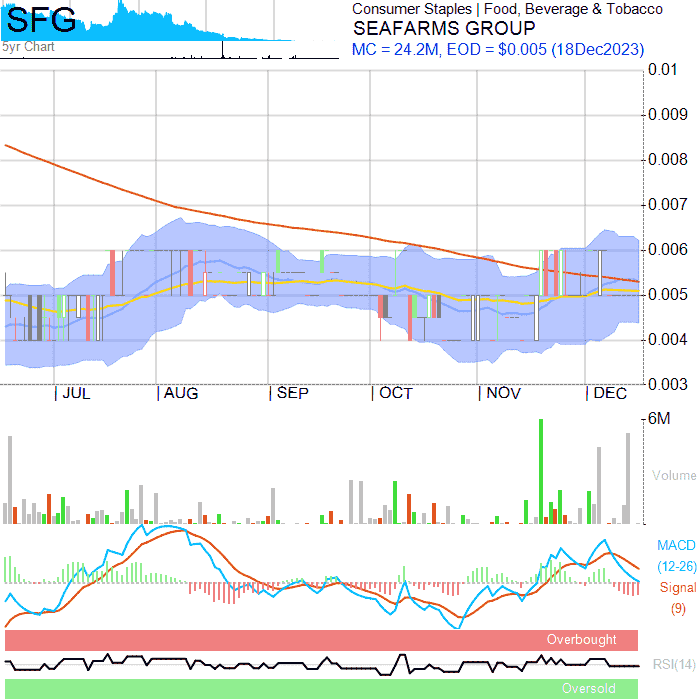 SFG
5yr Chart
Consumer Staples | Food, Beverage & Tobacco
SEAFARMS GROUP
MC = 24.2M, EOD = $0.005 (18Dec2023)
0.01
0.009
0.008
0.007
0.006
0.005
0.004
0.003
JUL AUG SEP OCT NOV DEC
6M
Volume
MACD
(12-26)
Signal
(9)
Overbought
RSI(14)
Oversold